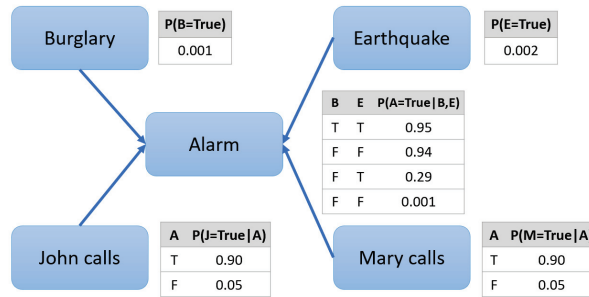 Burglary
P(B=True)
0.001
Earthquake
P(E=True)
0.002
Alarm
B E P(A=True|B,E)
T T 0.95
F F 0.94
F T 0.29
F F 0.001
John calls
A P(J=True|A)
T 0.90
F 0.05
Mary calls
A P(M=True|A
T 0.90
F 0.05